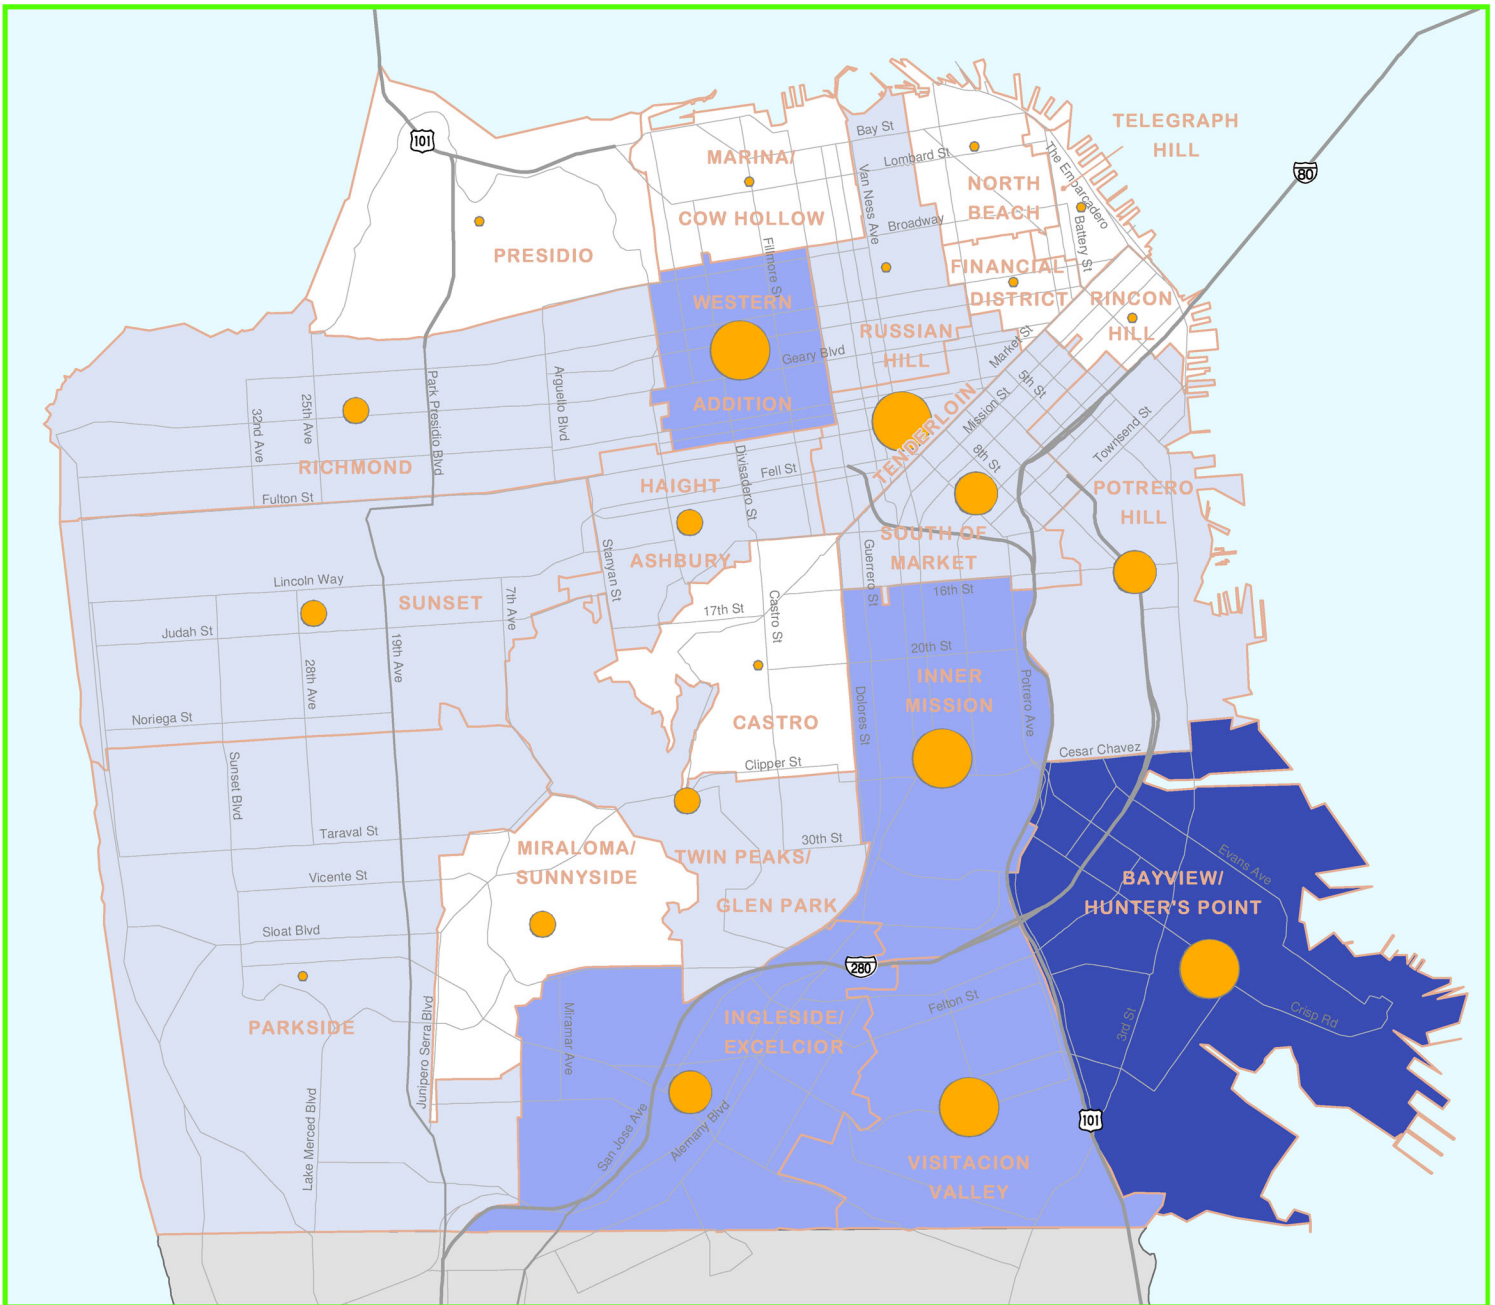 101
80
280
101
TELEGRAPH
HILL
MARINA/
COW HOLLOW
NORTH
BEACH
PRESIDIO
FINANCIAL
DISTRICT
RINCON
HILL
WESTERN
ADDITION
RUSSIAN
HILL
TENDERLOIN
RICHMOND
HAIGHT
ASHBURY
SOUTH OF
MARKET
POTRERO
HILL
SUNSET
CASTRO
INNER
MISSION
MIRALOMA/
SUNNYSIDE
TWIN PEAKS/
GLEN PARK
BAYVIEW/
HUNTER'S POINT
PARKSIDE
INGLESIDE/
EXCELCIOR
VISITACION
VALLEY
Bay St
Lombard St
Van Ness Ave
Broadway
The Embarcadero
Battery St
Fillmore S
Geary Blvd
Market St
5th St
Mission St
8th St
Townsend St
32nd Ave
25th Ave
Park Presidio Blvd
Arguello Blvd
Fulton St
Divisadero St
Fell St
Stanyan St
Lincoln Way
Judah St
7th Ave
19th Ave
28th Ave
Noriega St
17th St
Castro St
Guerrero St
16th St
20th St
Dolores St
Potrero Ave
Cesar Chavez
Clipper St
30th St
Sunset Blvd
Taraval St
Vicente St
Sloat Blvd
Junipero Serra Blvd
Lake Merced Blvd
Miramar Ave
San Jose Ave
Alemany Blvd
Felton St
3rd St
Evans Ave
Crisp Rd